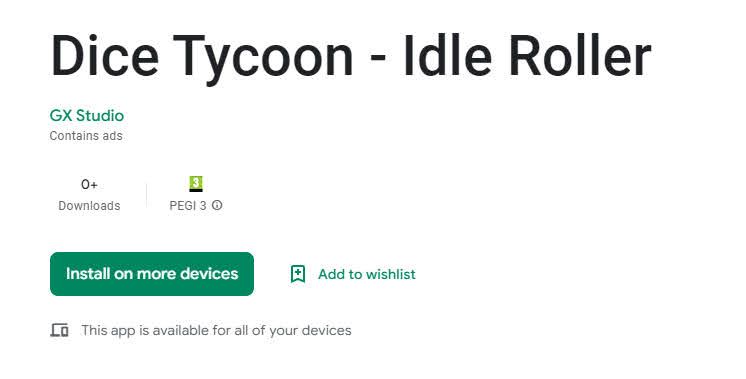 Dice Tycoon - Idle Roller
GX Studio
Contains ads
0+
3
Downloads
PEGI 3
Install on more devices
Add to wishlist
This app is available for all of your devices